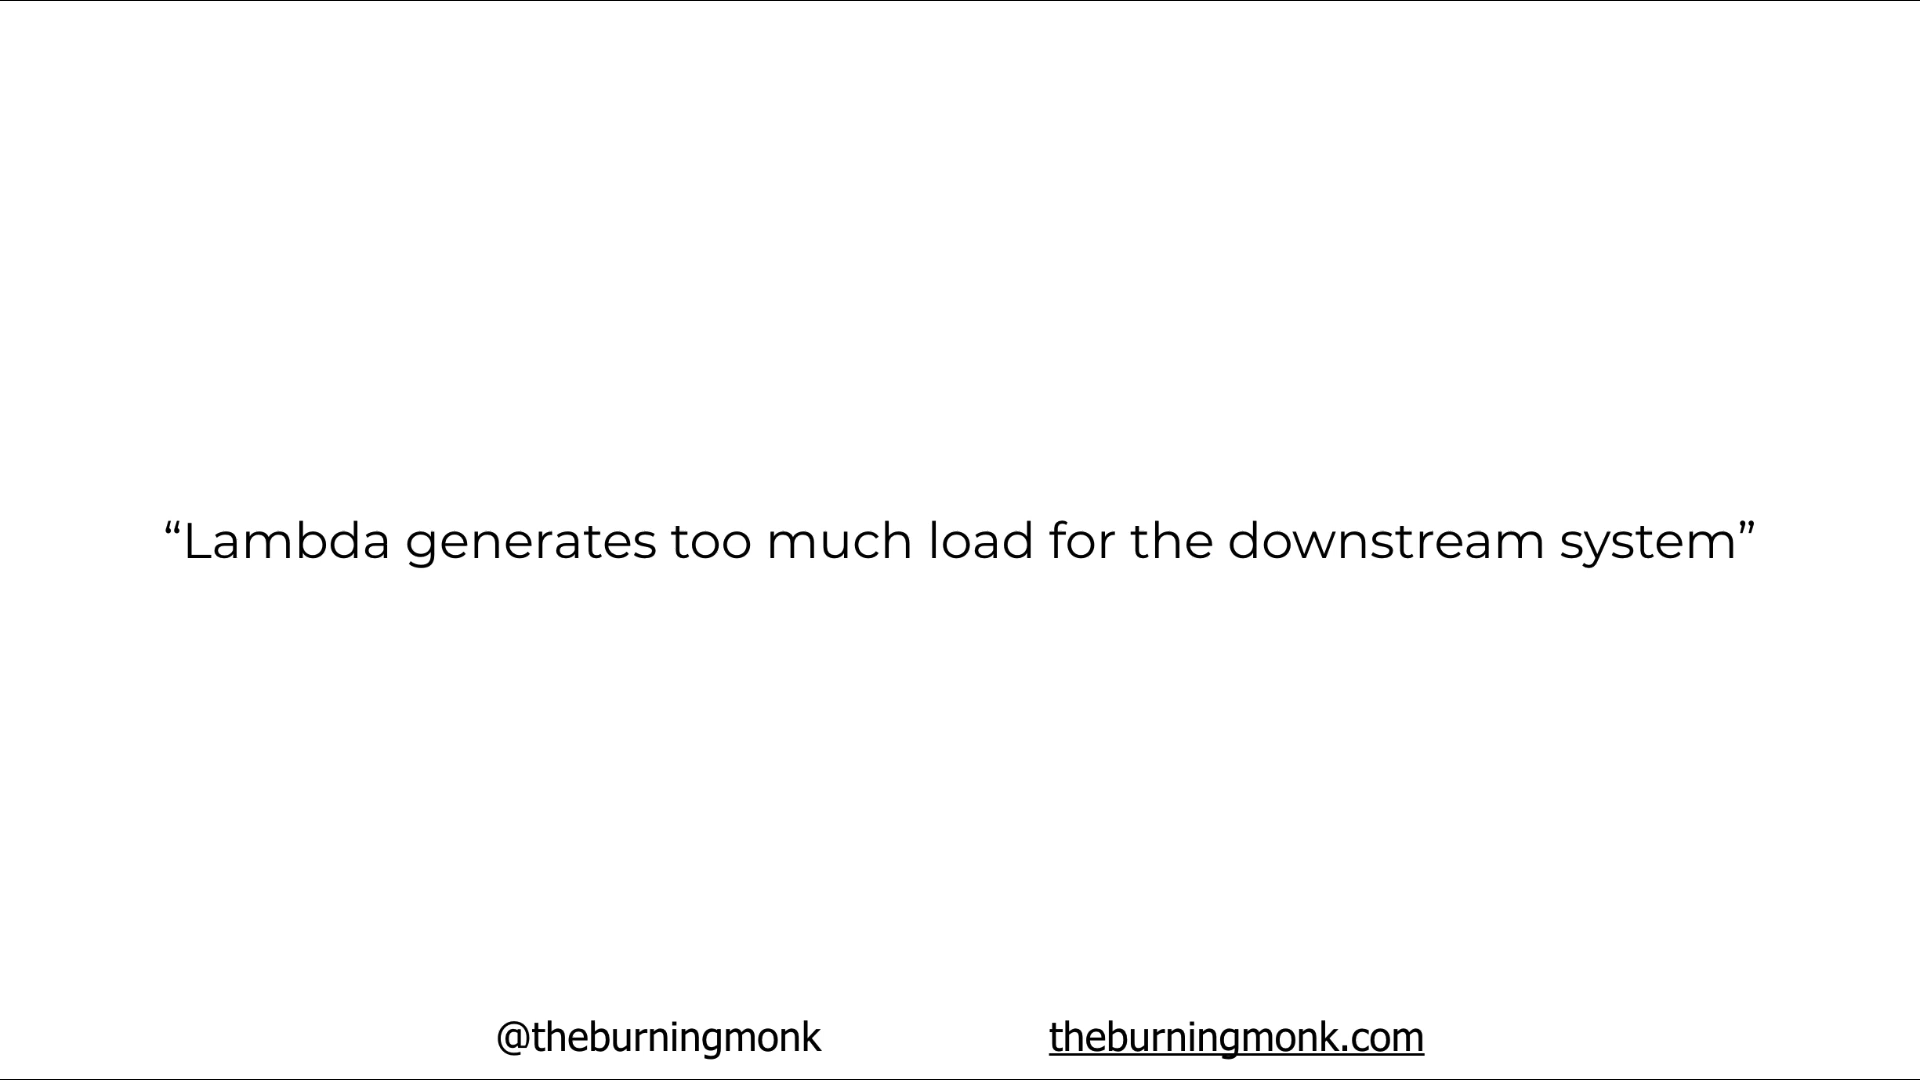 “Lambda generates too much load for the downstream system”
@theburningmonk
theburningmonk.com